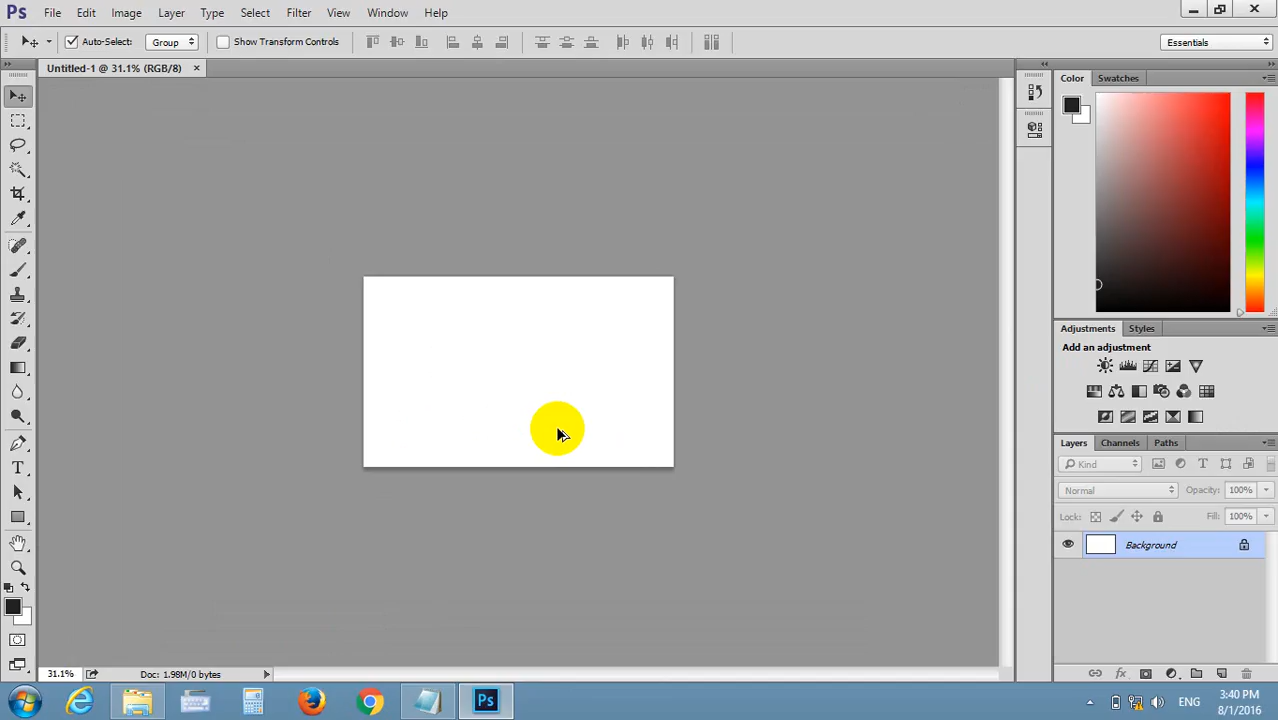 Ps File Edit Image Layer Type Select Filter View Window Help
Auto-Select: Group Show Transform Controls Essentials
Untitled-1 @ 31.1% (RGB/8) ×
Color Swatches
Adjustments Styles
Add an adjustment
Layers Channels Paths
Kind
Normal Opacity: 100%
Lock: Fill: 100%
Background
T
31.1% Doc: 1.98M/0 bytes
fx
Ps
ENG
3:40 PM
8/1/2016